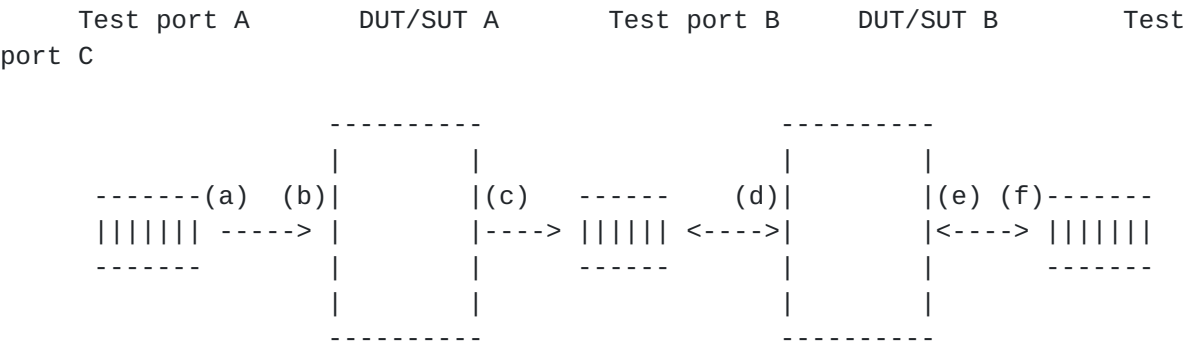 Test port A       DUT/SUT A       Test port B     DUT/SUT B        Test
port C

                     ----------                   ----------
                     |        |                   |        |
      -------(a)  (b)|        |(c)   ------    (d)|        |(e) (f)-------
      ||||||| -----> |        |----> |||||| <---->|        |<----> |||||||
      -------        |        |      ------       |        |       -------
                     |        |                   |        |
                     ----------                   ----------